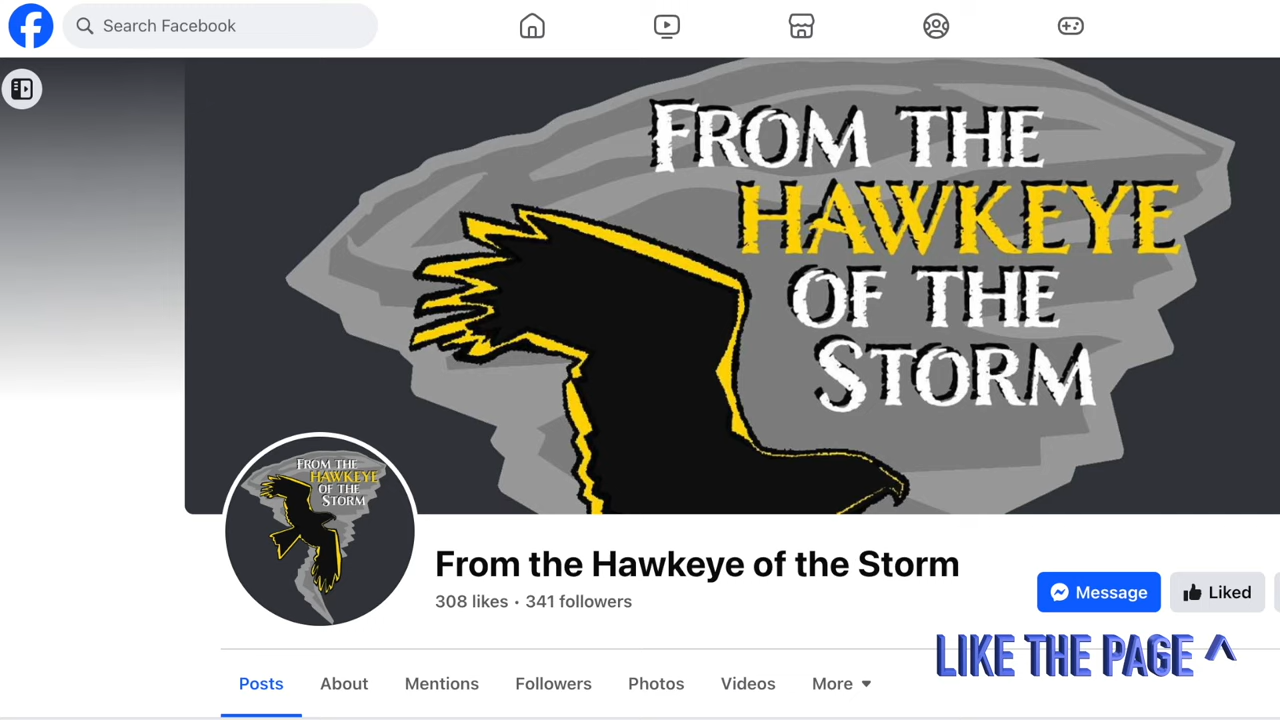 Search Facebook
FROM THE
HAWKEYE
OF THE
STORM
FROM THE
HAWKEYE
OF THE
STORM
From the Hawkeye of the Storm
308 likes · 341 followers
Message
Liked
LIKE THE PAGE ^
Posts About Mentions Followers Photos Videos More